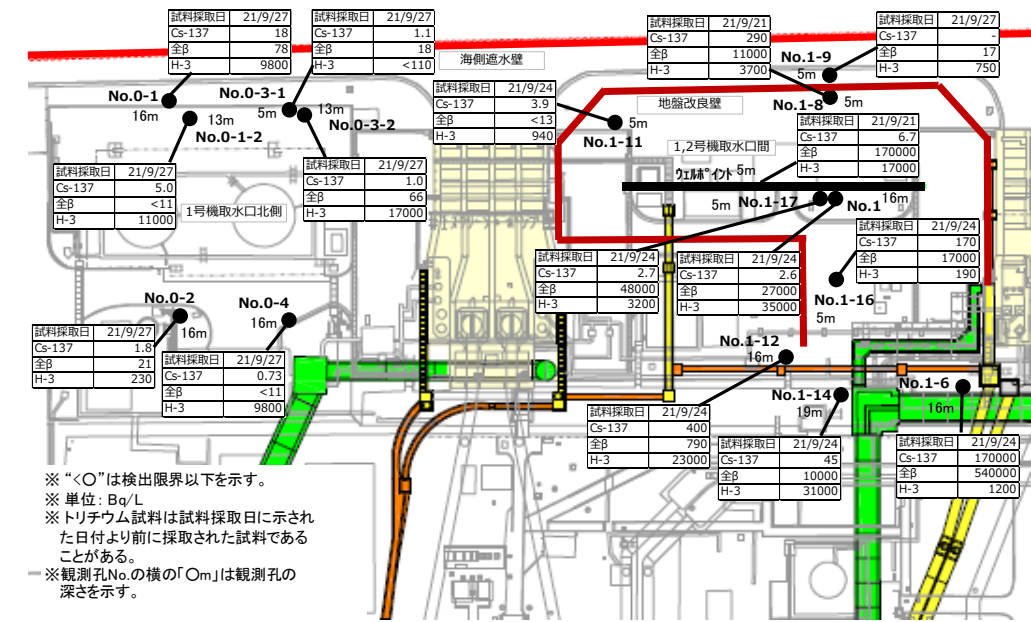 試料採取日 21/9/27
Cs-137 18
全β 78
H-3 9800
試料採取日 21/9/27
Cs-137 1.1
全β 18
H-3 <110
海側遮水壁
試料採取日 21/9/21
Cs-137 290
全β 11000
H-3 3700
試料採取日 21/9/27
Cs-137 -
全β 17
H-3 750
No.1-9
5m
No.0-1
16m
No.0-3-1
5m
13m
No.0-1-2
13m
No.0-3-2
試料採取日 21/9/24
Cs-137 3.9
全β <13
H-3 940
5m
No.1-11
地盤改良壁
No.1-8
5m
試料採取日 21/9/21
Cs-137 6.7
全β 170000
H-3 17000
1,2号機取水口間
ウェルポイント 5m
試料採取日 21/9/27
Cs-137 5.0
全β <11
H-3 11000
1号機取水口北側
試料採取日 21/9/27
Cs-137 1.0
全β 66
H-3 17000
5m
No.1-17
No.1
16m
試料採取日 21/9/24
Cs-137 170
全β 17000
H-3 190
試料採取日 21/9/24
Cs-137 2.7
全β 48000
H-3 3200
試料採取日 21/9/24
Cs-137 2.6
全β 27000
H-3 35000
No.1-16
5m
No.0-2
16m
No.0-4
16m
試料採取日 21/9/27
Cs-137 1.8
全β 21
H-3 230
試料採取日 21/9/27
Cs-137 0.73
全β <11
H-3 9800
No.1-12
16m
No.1-14
19m
No.1-6
16m
試料採取日 21/9/24
Cs-137 400
全β 790
H-3 23000
試料採取日 21/9/24
Cs-137 45
全β 10000
H-3 31000
試料採取日 21/9/24
Cs-137 170000
全β 540000
H-3 1200
※ “<○”は検出限界以下を示す。
※ 単位：Bq/L
※ トリチウム試料は試料採取日に示され
た日付より前に採取された試料である
ことがある。
※観測孔No.の横の「○m」は観測孔の
深さを示す。